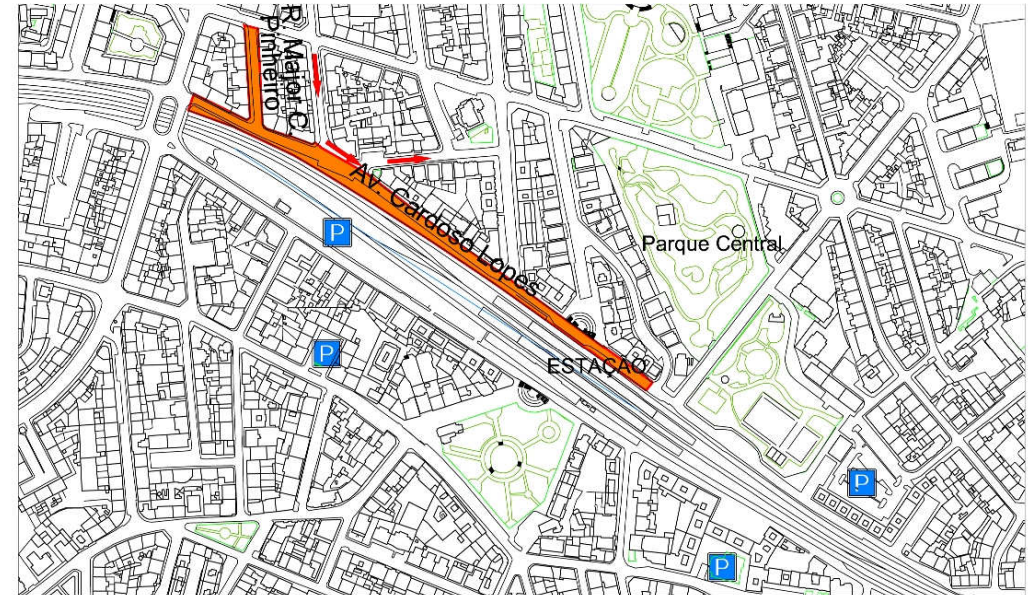 R. Major C.
Pinheiro
Av. Cardoso Lopes
Parque Central
ESTAÇÃO
P
P
P
P